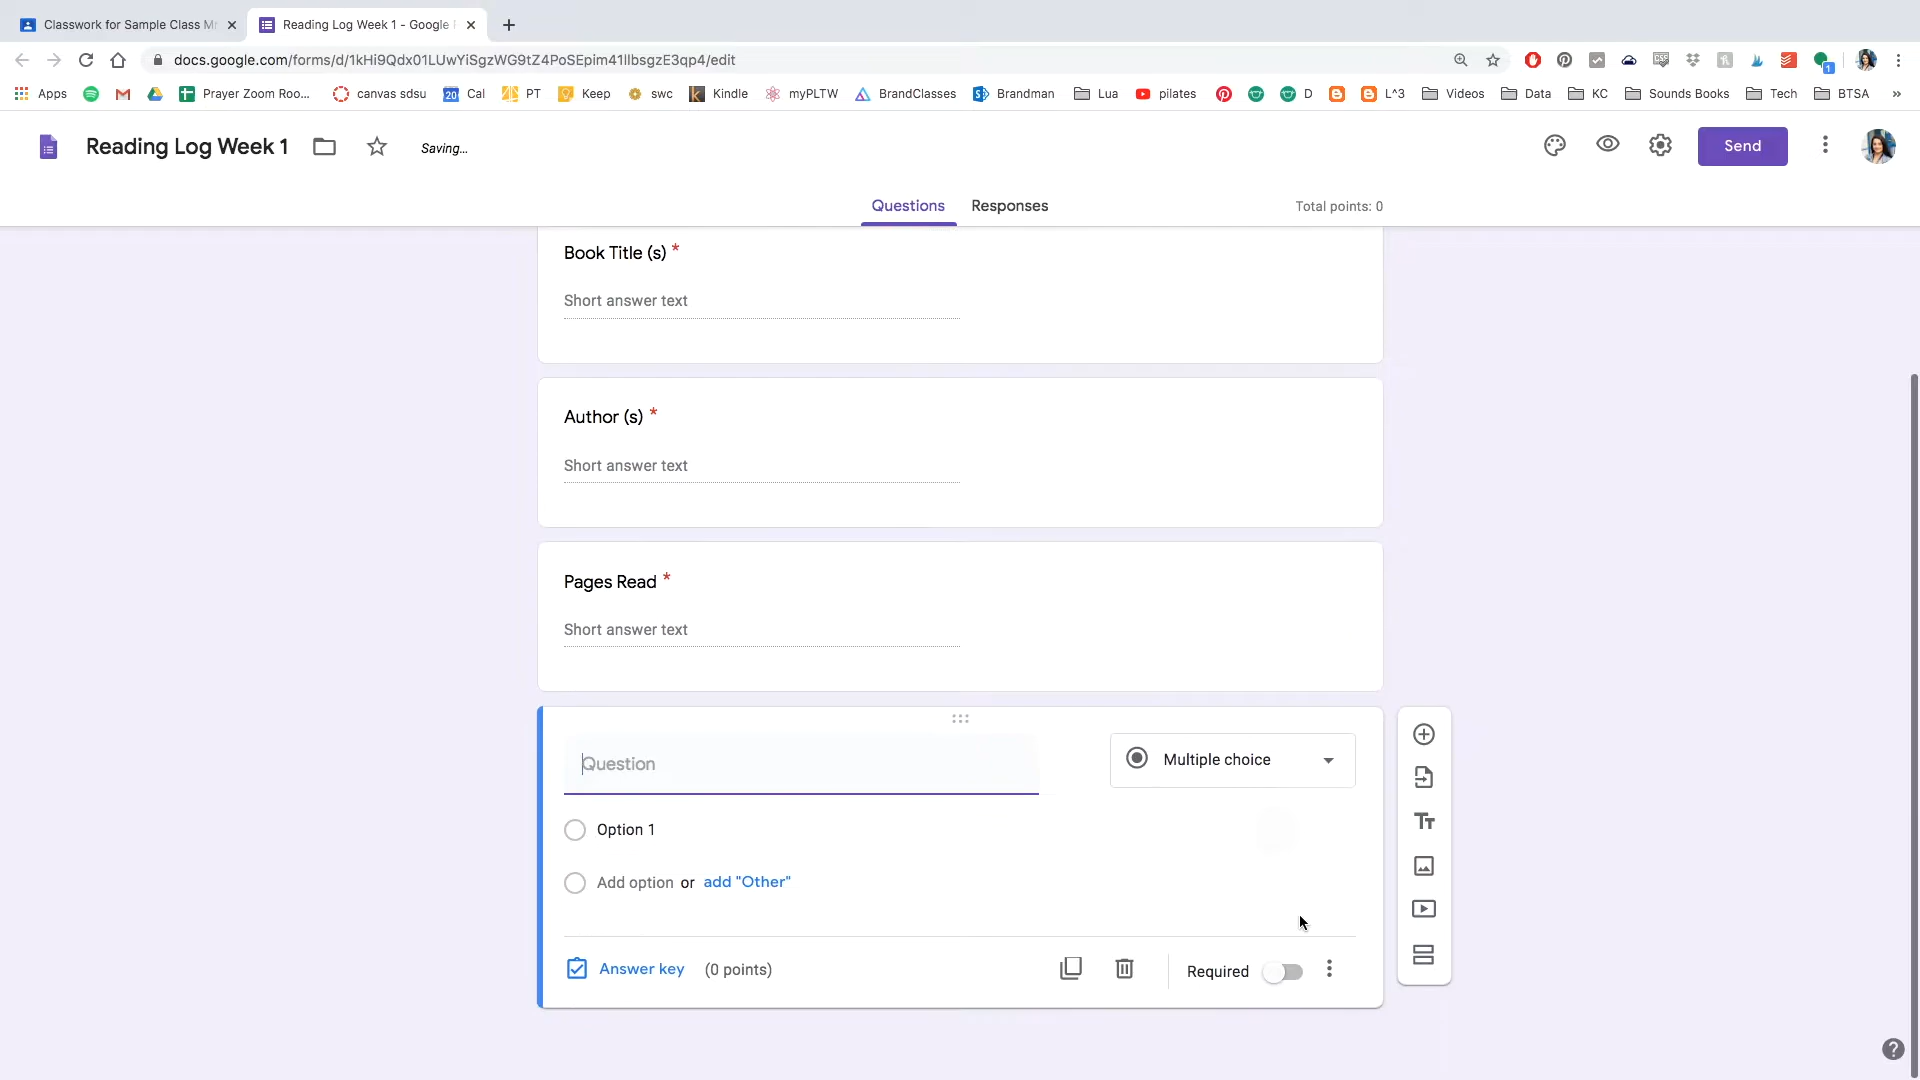 Classwork for Sample Class Mr
Reading Log Week 1 - Google F
docs.google.com/forms/d/1kHi9Qdx01LUwYiSgzWG9tZ4PoSEpim41IlbsgzE3qp4/edit
1
Apps
Prayer Zoom Roo...
canvas sdsu
20 Cal
PT
Keep
swc
Kindle
myPLTW
BrandClasses
Brandman
Lua
pilates
D
L^3
Videos
Data
KC
Sounds Books
Tech
BTSA
»
Reading Log Week 1
Saving...
Send
Questions
Responses
Total points: 0
Book Title (s) *
Short answer text
Author (s) *
Short answer text
Pages Read *
Short answer text
Question
Multiple choice
Option 1
Add option or add "Other"
Answer key (0 points)
Required